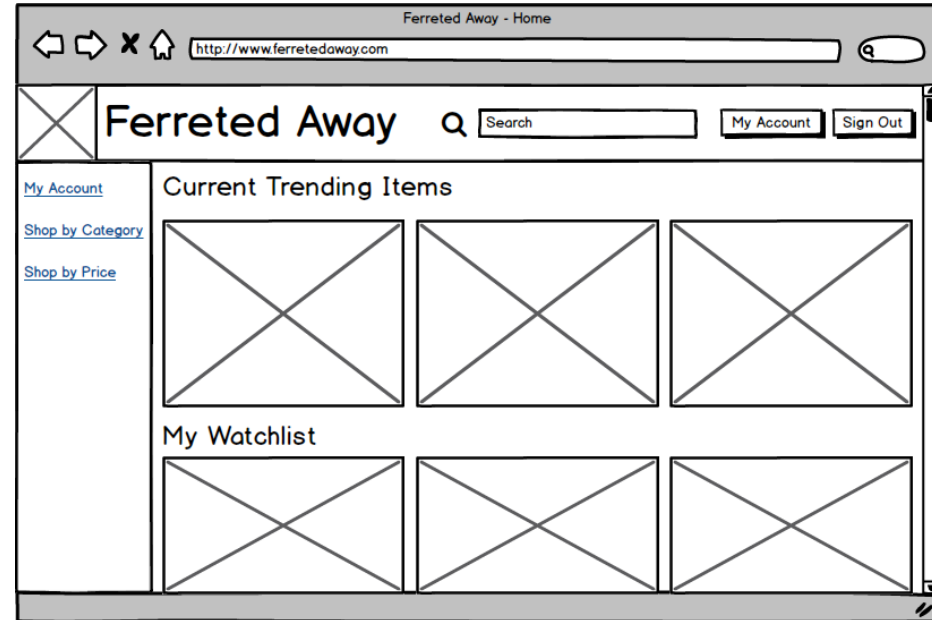 Ferreted Away - Home
http://www.ferretedaway.com
Ferreted Away
Search
My Account
Sign Out
My Account
Shop by Category
Shop by Price
Current Trending Items
My Watchlist